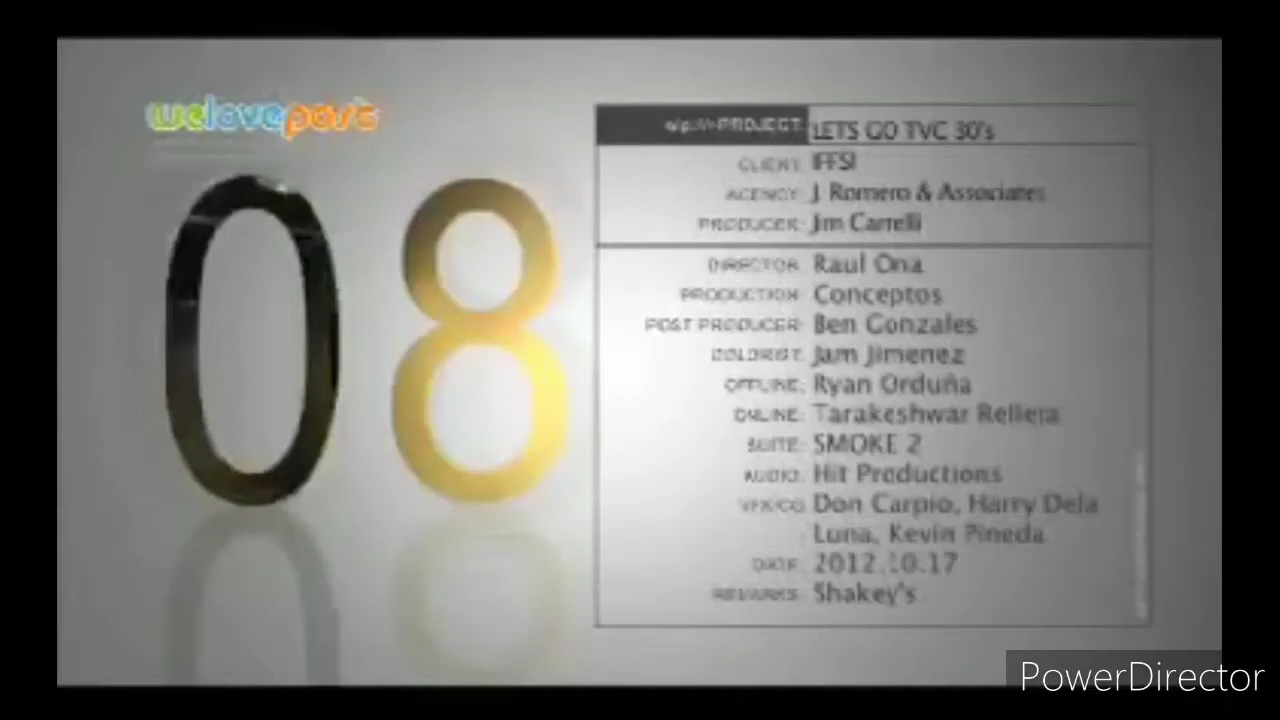 welovepost
08
PROJECT: LETS GO TVC 30's
CLIENT: IFFSI
AGENCY: J. Romero & Associates
PRODUCER: Jim Carrelli
DIRECTOR: Raul Ona
PRODUCTION: Conceptos
POST PRODUCER: Ben Gonzales
COLORIST: Jam Jimenez
OFFLINE: Ryan Orduña
ONLINE: Tarakeshwar
SUITE: SMOKE 2
AUDIO: Hit Productions
VFX/CG Don Carpio, Harry Dela
Luna, Kevin Pineda
DATE: 2012.10.17
REMARKS: Shakey's
PowerDirector